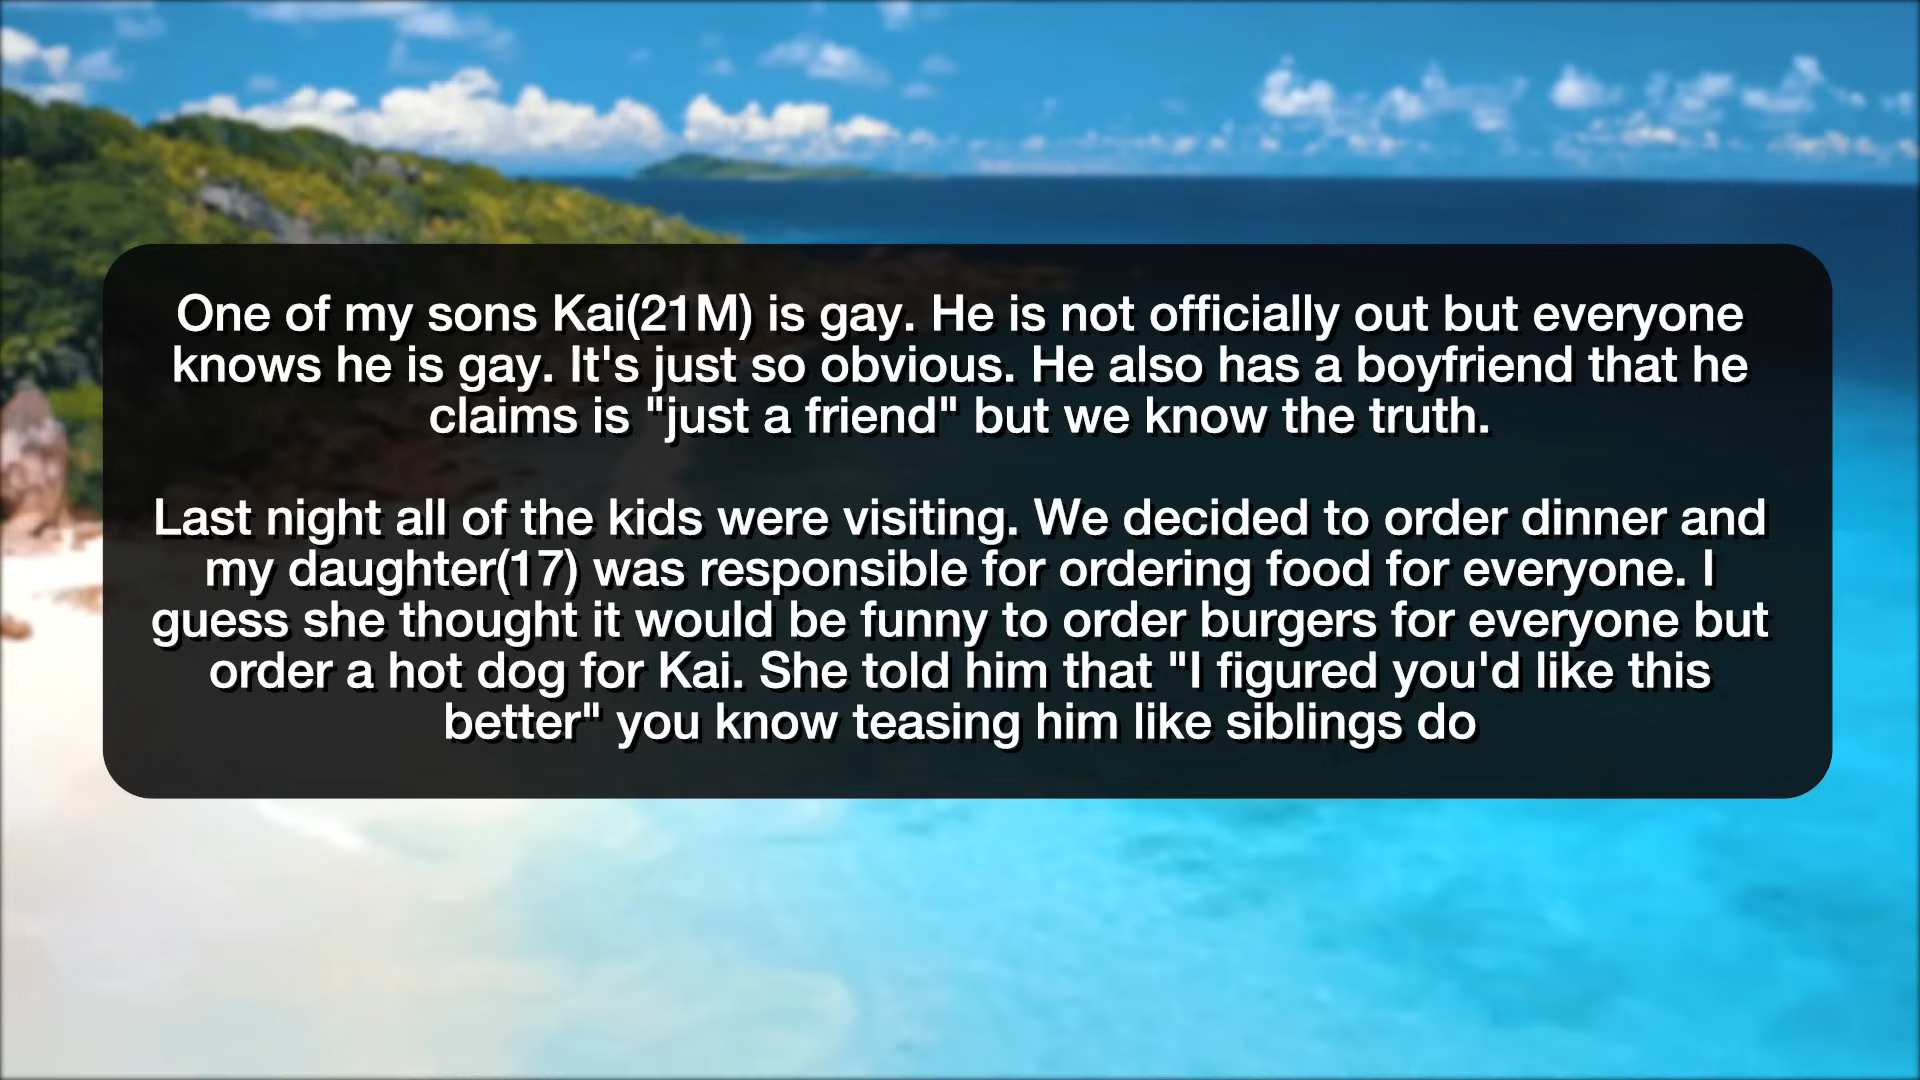 One of my sons Kai(21M) is gay. He is not officially out but everyone
knows he is gay. It's just so obvious. He also has a boyfriend that he
claims is "just a friend" but we know the truth.
Last night all of the kids were visiting. We decided to order dinner and
my daughter(17) was responsible for ordering food for everyone. I
guess she thought it would be funny to order burgers for everyone but
order a hot dog for Kai. She told him that "I figured you'd like this
better" you know teasing him like siblings do